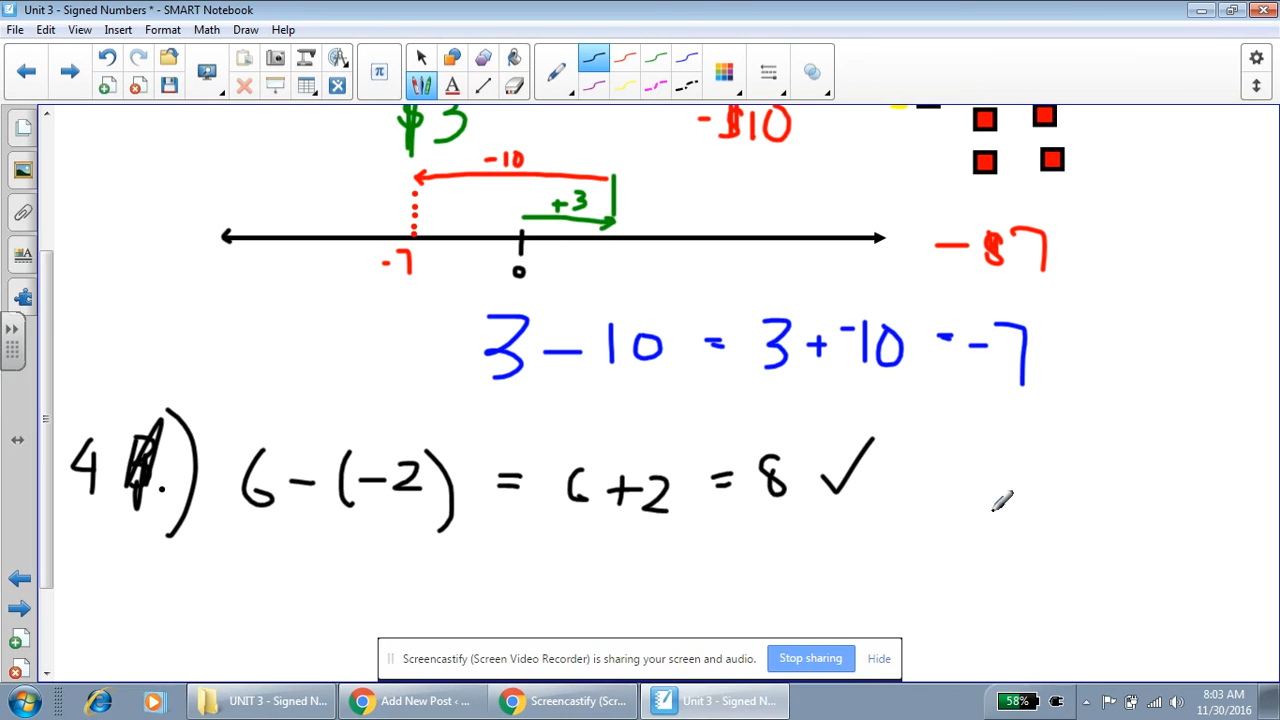 Unit 3 - Signed Numbers * - SMART Notebook
File Edit View Insert Format Math Draw Help
$3 -$10
-10
+3
-7 0 -$7
3 - 10 = 3 + -10 = -7
4.) 6 - (-2) = 6 + 2 = 8 ✓
Screencastify (Screen Video Recorder) is sharing your screen and audio. Stop sharing Hide
UNIT 3 - Signed N... Add New Post ‹ ... Screencastify (Scre... Unit 3 - Signed N... 58% 8:03 AM
11/30/2016